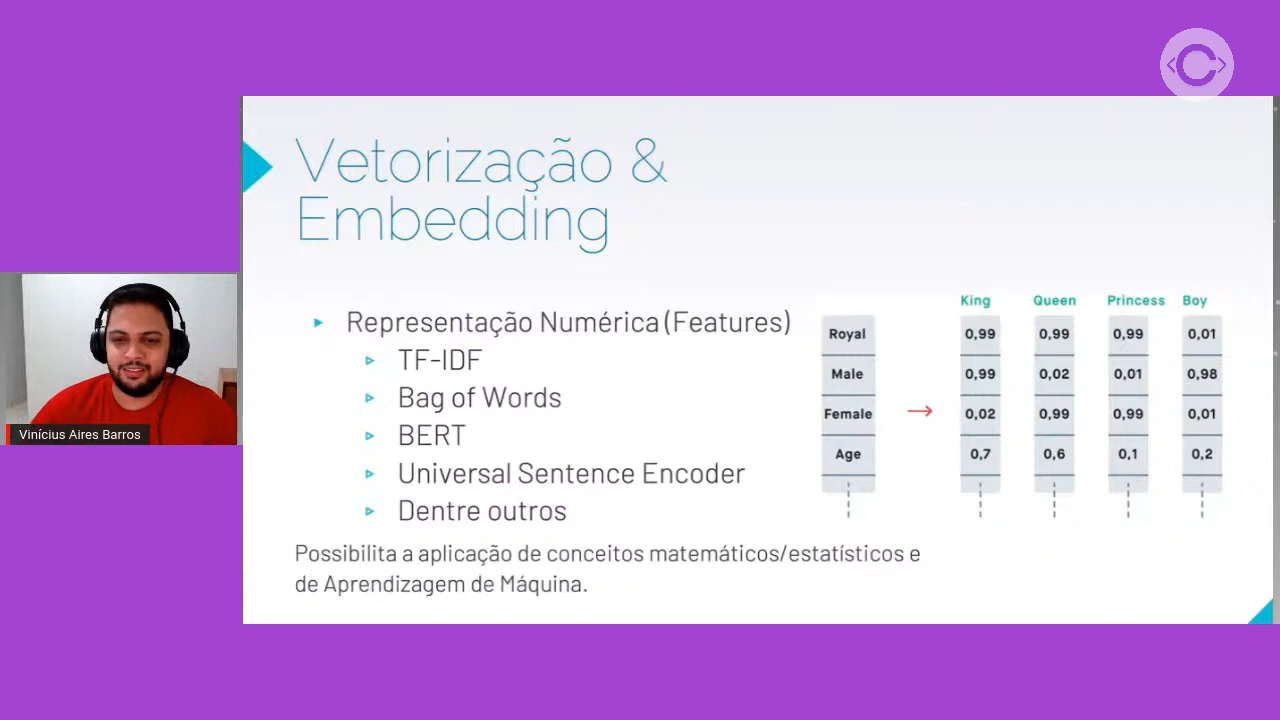 Vetorização &
Embedding
Representação Numérica (Features)
TF-IDF
Bag of Words
BERT
Universal Sentence Encoder
Dentre outros
Possibilita a aplicação de conceitos matemáticos/estatísticos e
de Aprendizagem de Máquina.
King Queen Princess Boy
Royal 0,99 0,99 0,99 0,01
Male 0,99 0,02 0,01 0,98
Female 0,02 0,99 0,99 0,01
Age 0,7 0,6 0,1 0,2
Vinícius Aires Barros
C